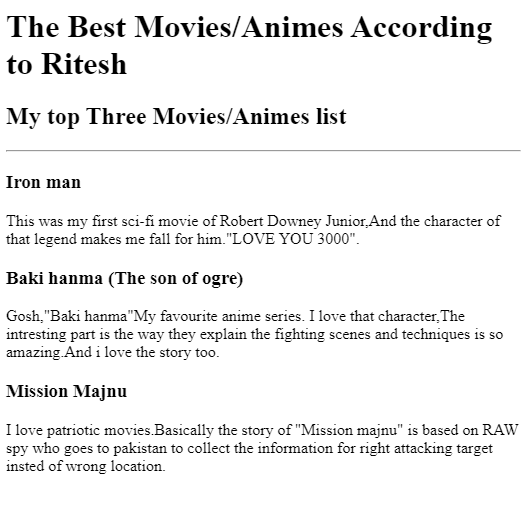 The Best Movies/Animes According
to Ritesh
My top Three Movies/Animes list
Iron man
This was my first sci-fi movie of Robert Downey Junior,And the character of
that legend makes me fall for him."LOVE YOU 3000".
Baki hanma (The son of ogre)
Gosh,"Baki hanma"My favourite anime series. I love that character,The
intresting part is the way they explain the fighting scenes and techniques is so
amazing.And i love the story too.
Mission Majnu
I love patriotic movies.Basically the story of "Mission majnu" is based on RAW
spy who goes to pakistan to collect the information for right attacking target
insted of wrong location.